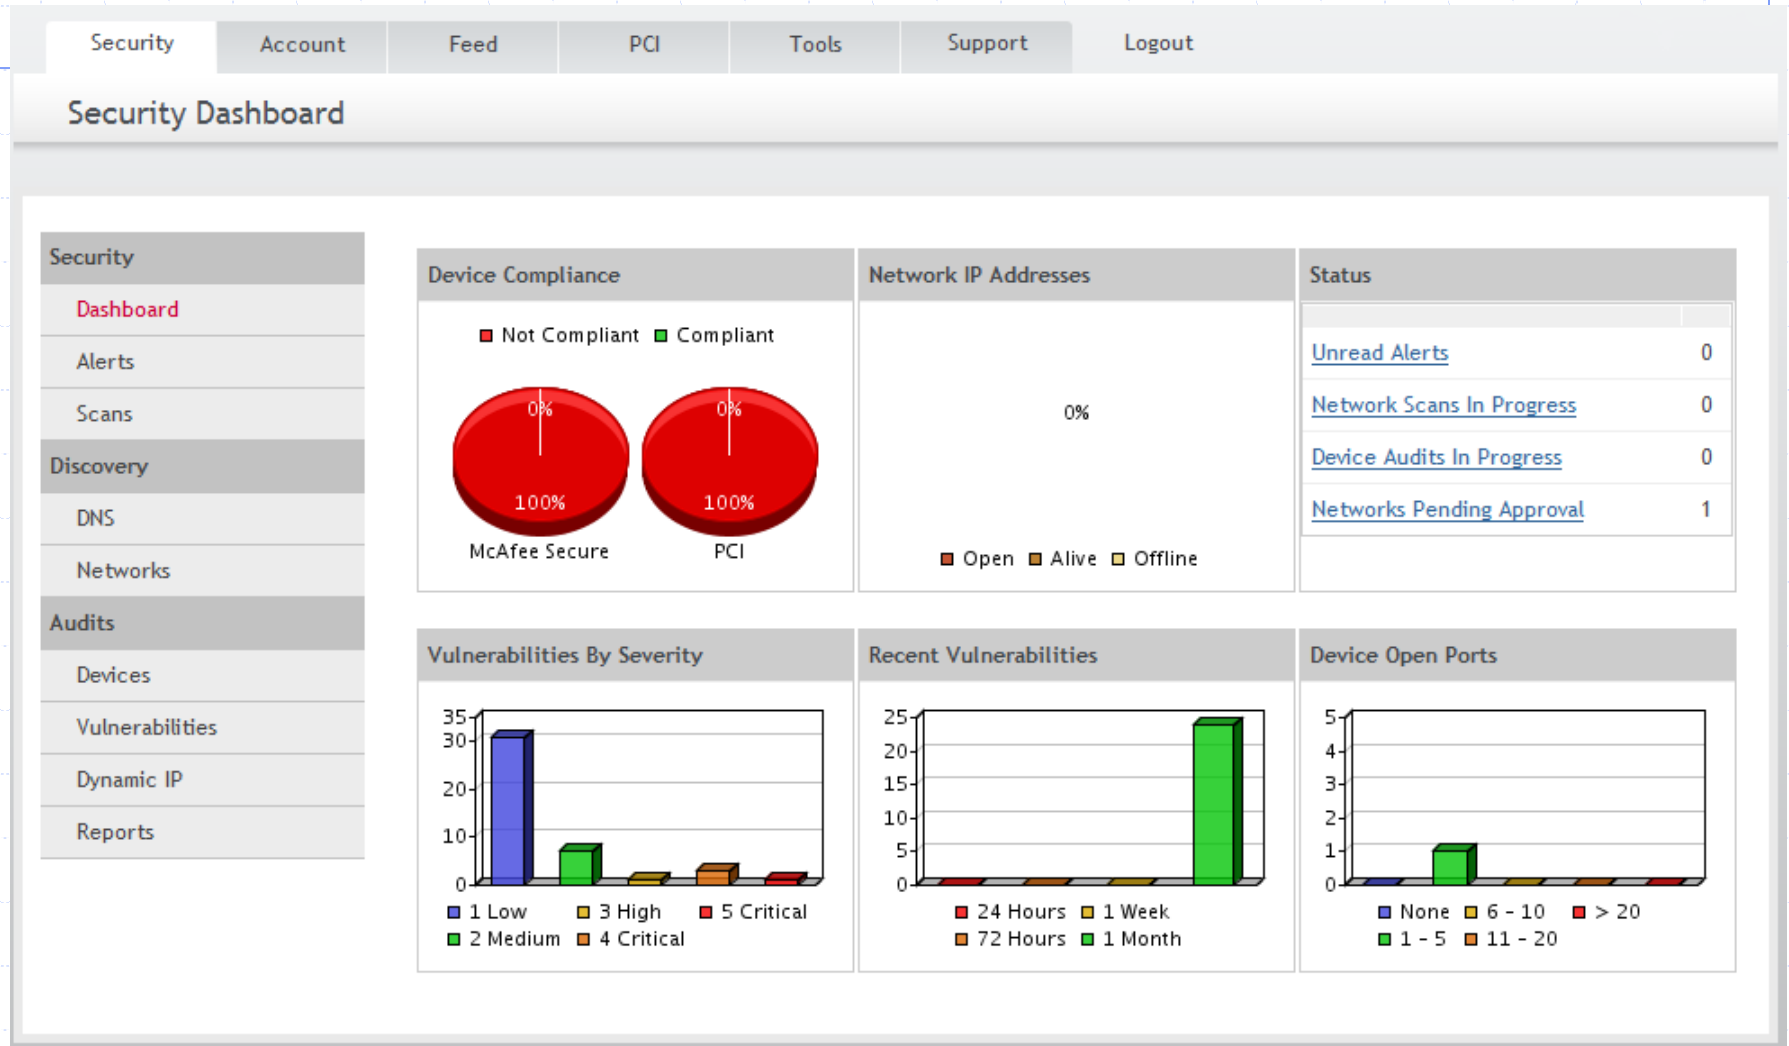 Security Account Feed PCI Tools Support Logout
Security Dashboard
Security
Dashboard
Alerts
Scans
Discovery
DNS
Networks
Audits
Devices
Vulnerabilities
Dynamic IP
Reports
Device Compliance
Not Compliant Compliant
0% 0%
100% 100%
McAfee Secure PCI
Network IP Addresses
0%
Open Alive Offline
Status
Unread Alerts 0
Network Scans In Progress 0
Device Audits In Progress 0
Networks Pending Approval 1
Vulnerabilities By Severity
35
30
20
10
0
1 Low 3 High 5 Critical
2 Medium 4 Critical
Recent Vulnerabilities
25
20
15
10
5
0
24 Hours 1 Week
72 Hours 1 Month
Device Open Ports
5
4
3
2
1
0
None 6 - 10 > 20
1 - 5 11 - 20